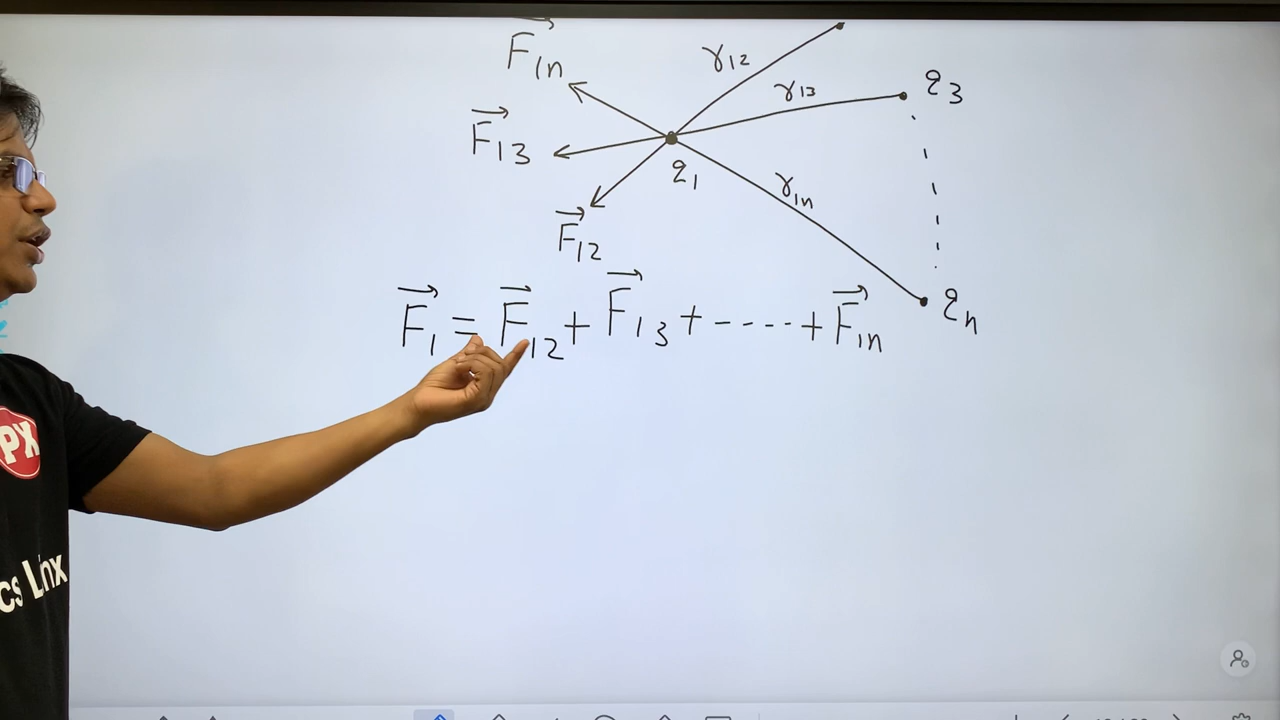 F₁ₙ
r₁₂
r₁₃
q₃
F₁₃
q₁
r₁ₙ
F₁₂
qₙ
F₁ = F₁₂ + F₁₃ + ---- + F₁ₙ
PX
cs Linx